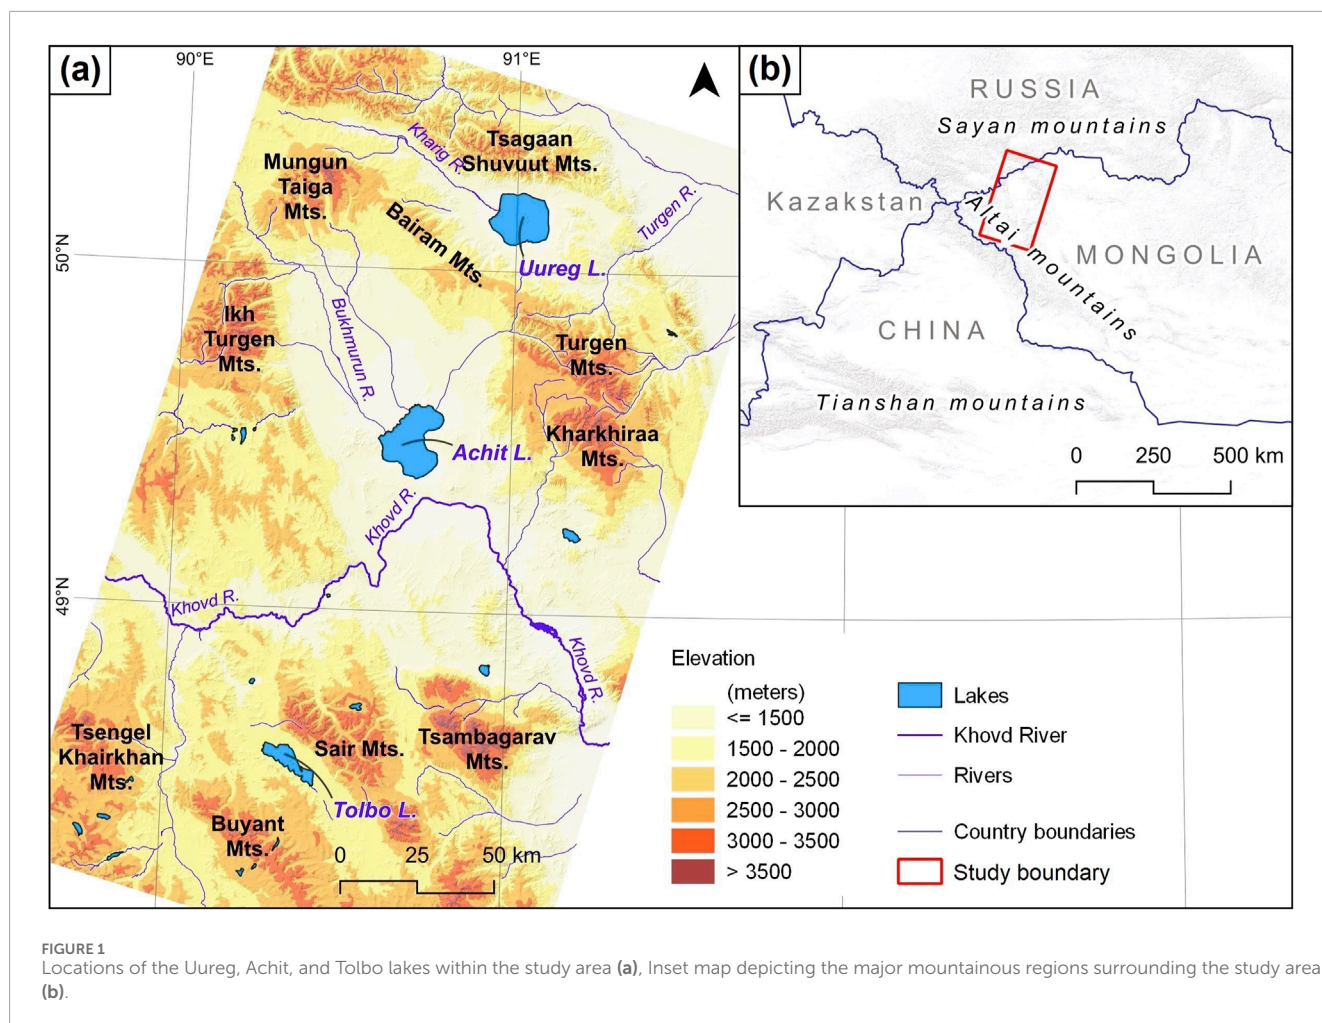 (a)
90°E
91°E
50°N
49°N
Kharig R.
Tsagaan
Shuvuut Mts.
Mungun
Taiga
Mts.
Bairam Mts.
Turgen R.
Uureg L.
Ikh
Turgen
Mts.
Bukhmurun R.
Turgen
Mts.
Achit L.
Kharkhiraa
Mts.
Khovd R.
Khovd R.
Khovd R.
Tsengel
Khairkhan
Mts.
Sair Mts.
Tsambagarav
Mts.
Tolbo L.
Buyant
Mts.
0 25 50 km
(b)
RUSSIA
Sayan mountains
Kazakstan
Altai mountains
MONGOLIA
CHINA
Tianshan mountains
0 250 500 km
Elevation
(meters)
<= 1500
1500 - 2000
2000 - 2500
2500 - 3000
3000 - 3500
> 3500
Lakes
Khovd River
Rivers
Country boundaries
Study boundary
FIGURE 1
Locations of the Uureg, Achit, and Tolbo lakes within the study area (a), Inset map depicting the major mountainous regions surrounding the study area
(b).